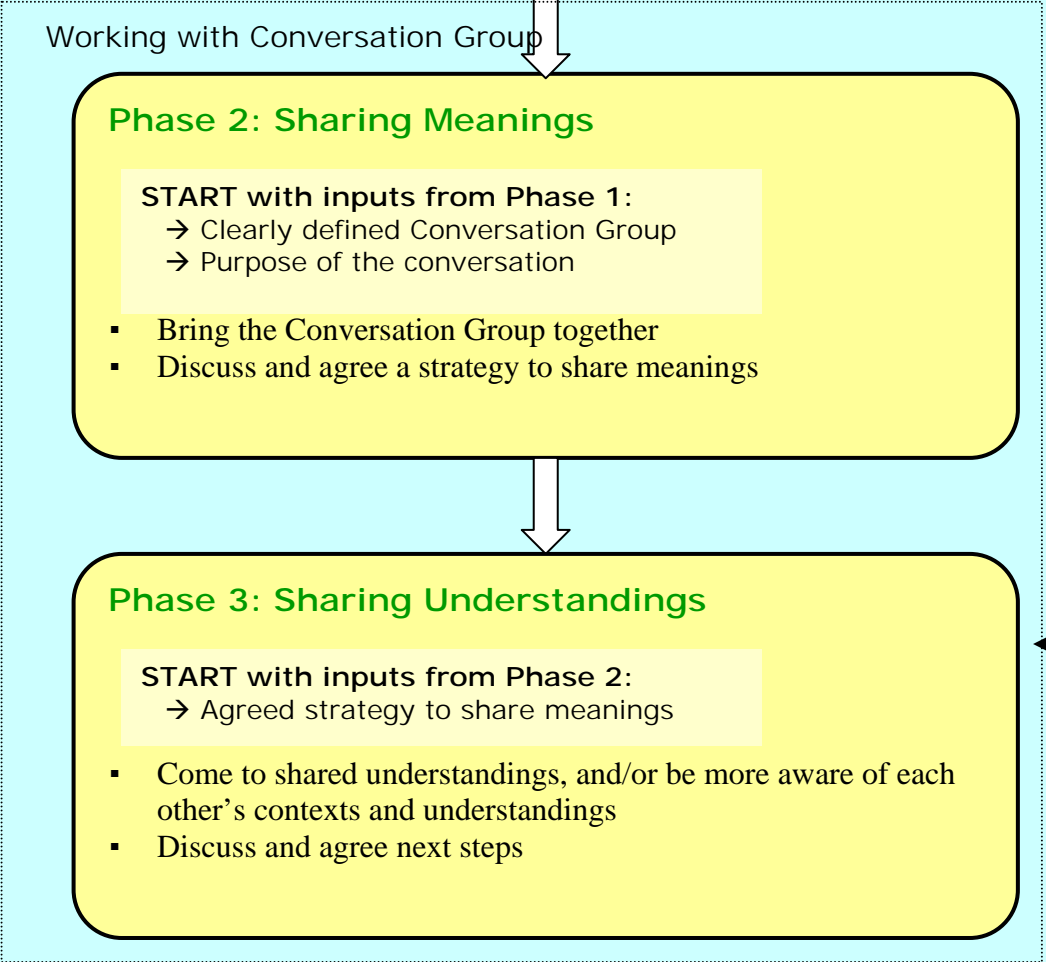 Working with Conversation Group
Phase 2: Sharing Meanings
START with inputs from Phase 1:
→ Clearly defined Conversation Group
→ Purpose of the conversation
▪ Bring the Conversation Group together
▪ Discuss and agree a strategy to share meanings
Phase 3: Sharing Understandings
START with inputs from Phase 2:
→ Agreed strategy to share meanings
▪ Come to shared understandings, and/or be more aware of each
other’s contexts and understandings
▪ Discuss and agree next steps